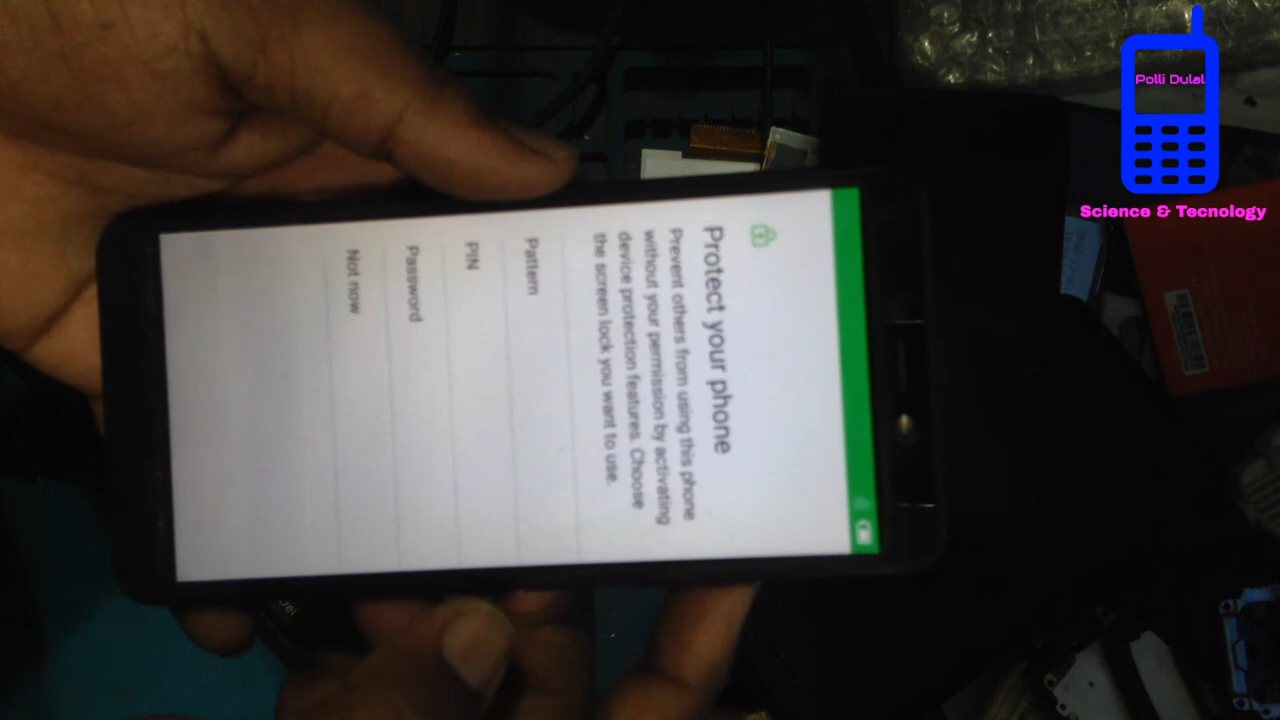 Protect your phone
Prevent others from using this phone
without your permission by activating
device protection features. Choose
the screen lock you want to use.
Pattern
PIN
Password
Not now
Polli Dulal
Science & Tecnology